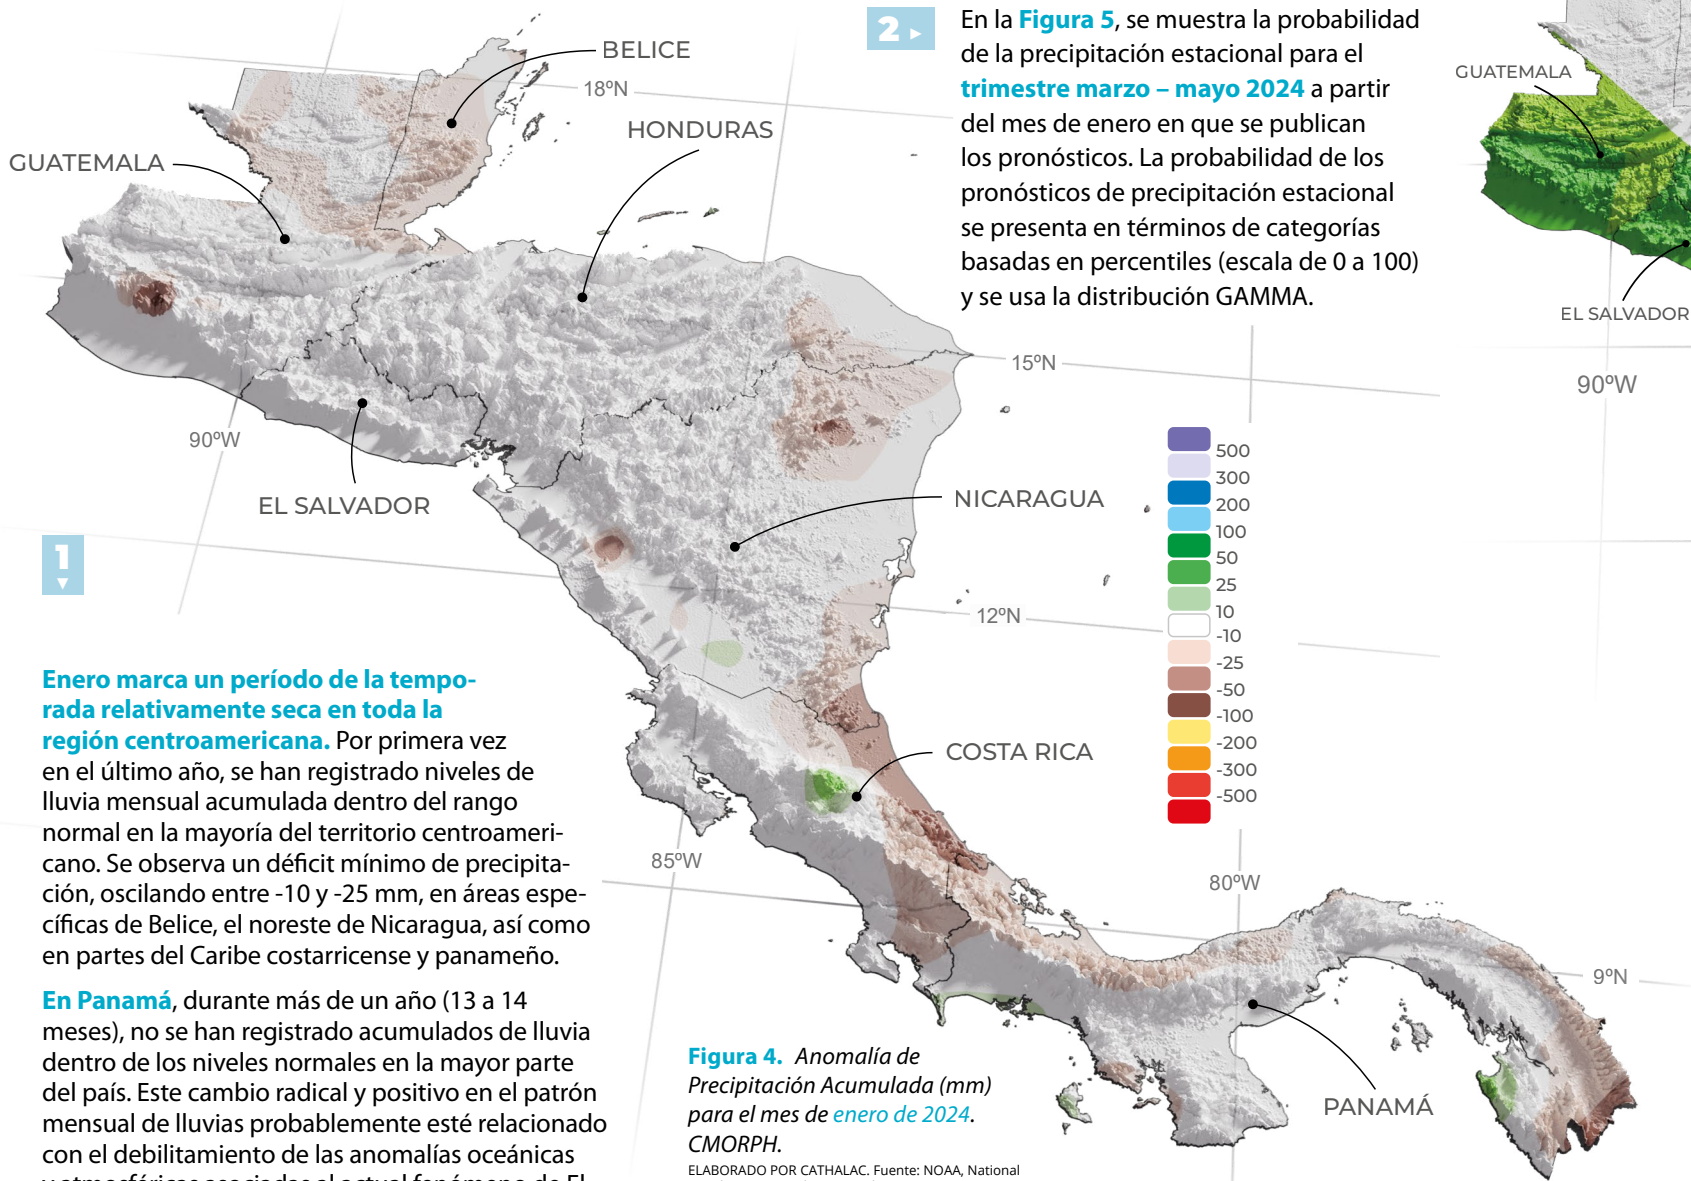 BELICE
18ºN
HONDURAS
GUATEMALA
15ºN
90ºW
EL SALVADOR
NICARAGUA
12ºN
COSTA RICA
85ºW
80ºW
9ºN
PANAMÁ
500
300
200
100
50
25
10
-10
-25
-50
-100
-200
-300
-500
1
Enero marca un período de la tempo-
rada relativamente seca en toda la
región centroamericana. Por primera vez
en el último año, se han registrado niveles de
lluvia mensual acumulada dentro del rango
normal en la mayoría del territorio centroameri-
cano. Se observa un déficit mínimo de precipita-
ción, oscilando entre -10 y -25 mm, en áreas espe-
cíficas de Belice, el noreste de Nicaragua, así como
en partes del Caribe costarricense y panameño.
En Panamá, durante más de un año (13 a 14
meses), no se han registrado acumulados de lluvia
dentro de los niveles normales en la mayor parte
del país. Este cambio radical y positivo en el patrón
mensual de lluvias probablemente esté relacionado
con el debilitamiento de las anomalías oceánicas
y atmosféricas asociadas al actual fenómeno de El
Figura 4. Anomalía de
Precipitación Acumulada (mm)
para el mes de enero de 2024.
CMORPH.
ELABORADO POR CATHALAC. Fuente: NOAA, National
2
En la Figura 5, se muestra la probabilidad
de la precipitación estacional para el
trimestre marzo – mayo 2024 a partir
del mes de enero en que se publican
los pronósticos. La probabilidad de los
pronósticos de precipitación estacional
se presenta en términos de categorías
basadas en percentiles (escala de 0 a 100)
y se usa la distribución GAMMA.
GUATEMALA
EL SALVADOR
90ºW